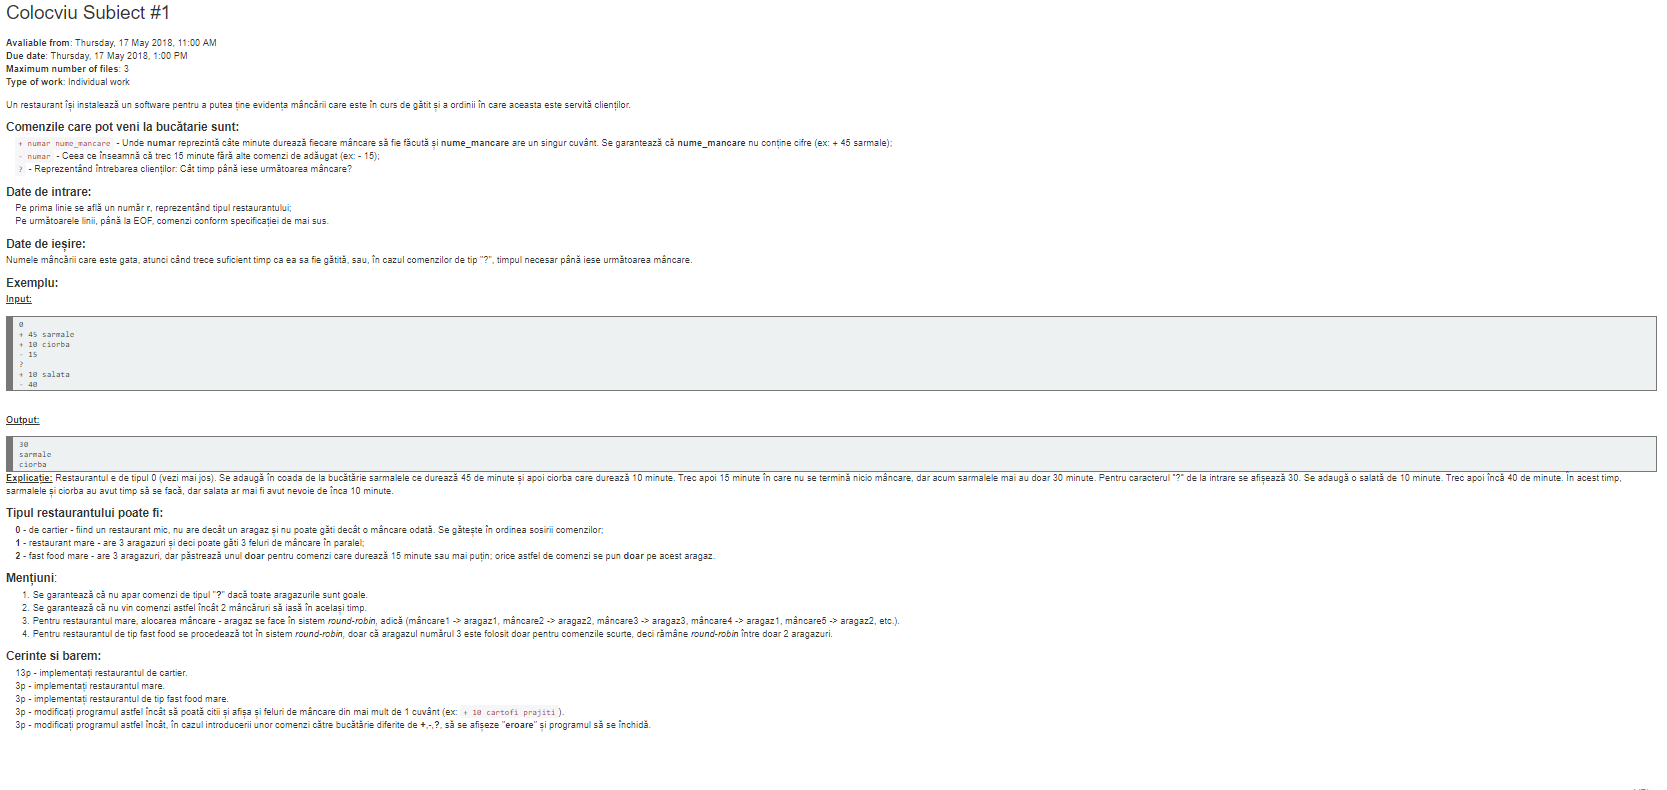 Colocviu Subiect #1
Avaliable from: Thursday, 17 May 2018, 11:00 AM
Due date: Thursday, 17 May 2018, 1:00 PM
Maximum number of files: 3
Type of work: Individual work
Un restaurant își instalează un software pentru a putea ține evidența mâncării care este în curs de gătit și a ordinii în care aceasta este servită clienților.
Comenzile care pot veni la bucătarie sunt:
+ numar nume_mancare - Unde numar reprezintă câte minute durează fiecare mâncare să fie făcută și nume_mancare are un singur cuvânt. Se garantează că nume_mancare nu conține cifre (ex: + 45 sarmale);
- numar - Ceea ce înseamnă că trec 15 minute fără alte comenzi de adăugat (ex: - 15);
? - Reprezentând întrebarea clienților: Cât timp până iese următoarea mâncare?
Date de intrare:
Pe prima linie se află un număr r, reprezentând tipul restaurantului;
Pe următoarele linii, până la EOF, comenzi conform specificației de mai sus.
Date de ieșire:
Numele mâncării care este gata, atunci când trece suficient timp ca ea sa fie gătită, sau, în cazul comenzilor de tip "?", timpul necesar până iese următoarea mâncare.
Exemplu:
Input:
0
+ 45 sarmale
+ 10 ciorba
- 15
?
+ 10 salata
- 40
Output:
30
sarmale
ciorba
Explicație: Restaurantul e de tipul 0 (vezi mai jos). Se adaugă în coada de la bucătărie sarmalele ce durează 45 de minute și apoi ciorba care durează 10 minute. Trec apoi 15 minute în care nu se termină nicio mâncare, dar acum sarmalele mai au doar 30 minute. Pentru caracterul "?" de la intrare se afișează 30. Se adaugă o salată de 10 minute. Trec apoi încă 40 de minute. În acest timp,
sarmalele și ciorba au avut timp să se facă, dar salata ar mai fi avut nevoie de înca 10 minute.
Tipul restaurantului poate fi:
0 - de cartier - fiind un restaurant mic, nu are decât un aragaz și nu poate găti decât o mâncare odată. Se gătește în ordinea sosirii comenzilor;
1 - restaurant mare - are 3 aragazuri și deci poate găti 3 feluri de mâncare în paralel;
2 - fast food mare - are 3 aragazuri, dar păstrează unul doar pentru comenzi care durează 15 minute sau mai puțin; orice astfel de comenzi se pun doar pe acest aragaz.
Mențiuni:
1. Se garantează că nu apar comenzi de tipul "?" dacă toate aragazurile sunt goale.
2. Se garantează că nu vin comenzi astfel încât 2 mâncăruri să iasă în același timp.
3. Pentru restaurantul mare, alocarea mâncare - aragaz se face în sistem round-robin, adică (mâncare1 -> aragaz1, mâncare2 -> aragaz2, mâncare3 -> aragaz3, mâncare4 -> aragaz1, mâncare5 -> aragaz2, etc.).
4. Pentru restaurantul de tip fast food se procedează tot în sistem round-robin, doar că aragazul numărul 3 este folosit doar pentru comenzile scurte, deci rămâne round-robin între doar 2 aragazuri.
Cerinte si barem:
13p - implementați restaurantul de cartier.
3p - implementați restaurantul mare.
3p - implementați restaurantul de tip fast food mare.
3p - modificați programul astfel încât să poată citii și afișa și feluri de mâncare din mai mult de 1 cuvânt (ex: + 10 cartofi prajiti ).
3p - modificați programul astfel încât, în cazul introducerii unor comenzi către bucătărie diferite de +,-,?, să se afișeze "eroare" și programul să se închidă.